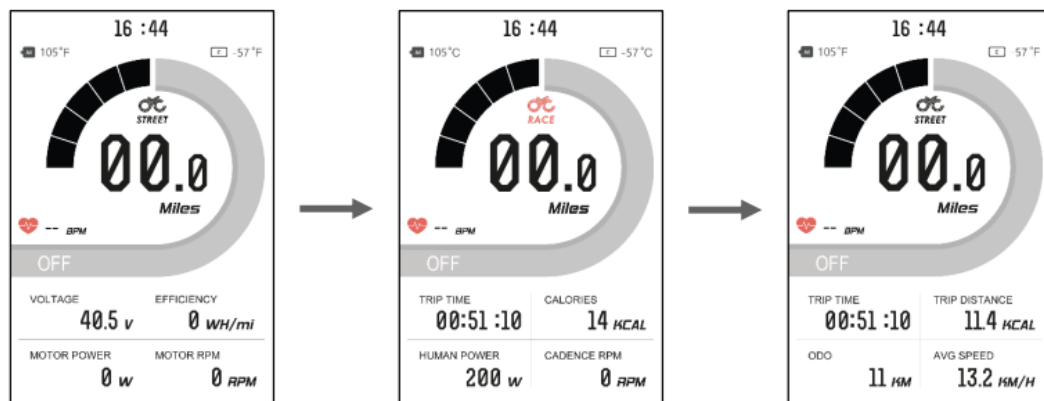 16 :44
M 105°F
C -57°F
STREET
00.0
Miles
-- BPM
OFF
VOLTAGE
40.5 V
EFFICIENCY
0 WH/mi
MOTOR POWER
0 W
MOTOR RPM
0 RPM
16 :44
M 105°C
C -57°C
RACE
00.0
Miles
-- BPM
OFF
TRIP TIME
00:51 :10
CALORIES
14 KCAL
HUMAN POWER
200 W
CADENCE RPM
0 RPM
16 :44
M 105°F
C -57°F
STREET
00.0
Miles
-- BPM
OFF
TRIP TIME
00:51 :10
TRIP DISTANCE
11.4 KCAL
ODO
11 KM
AVG SPEED
13.2 KM/H